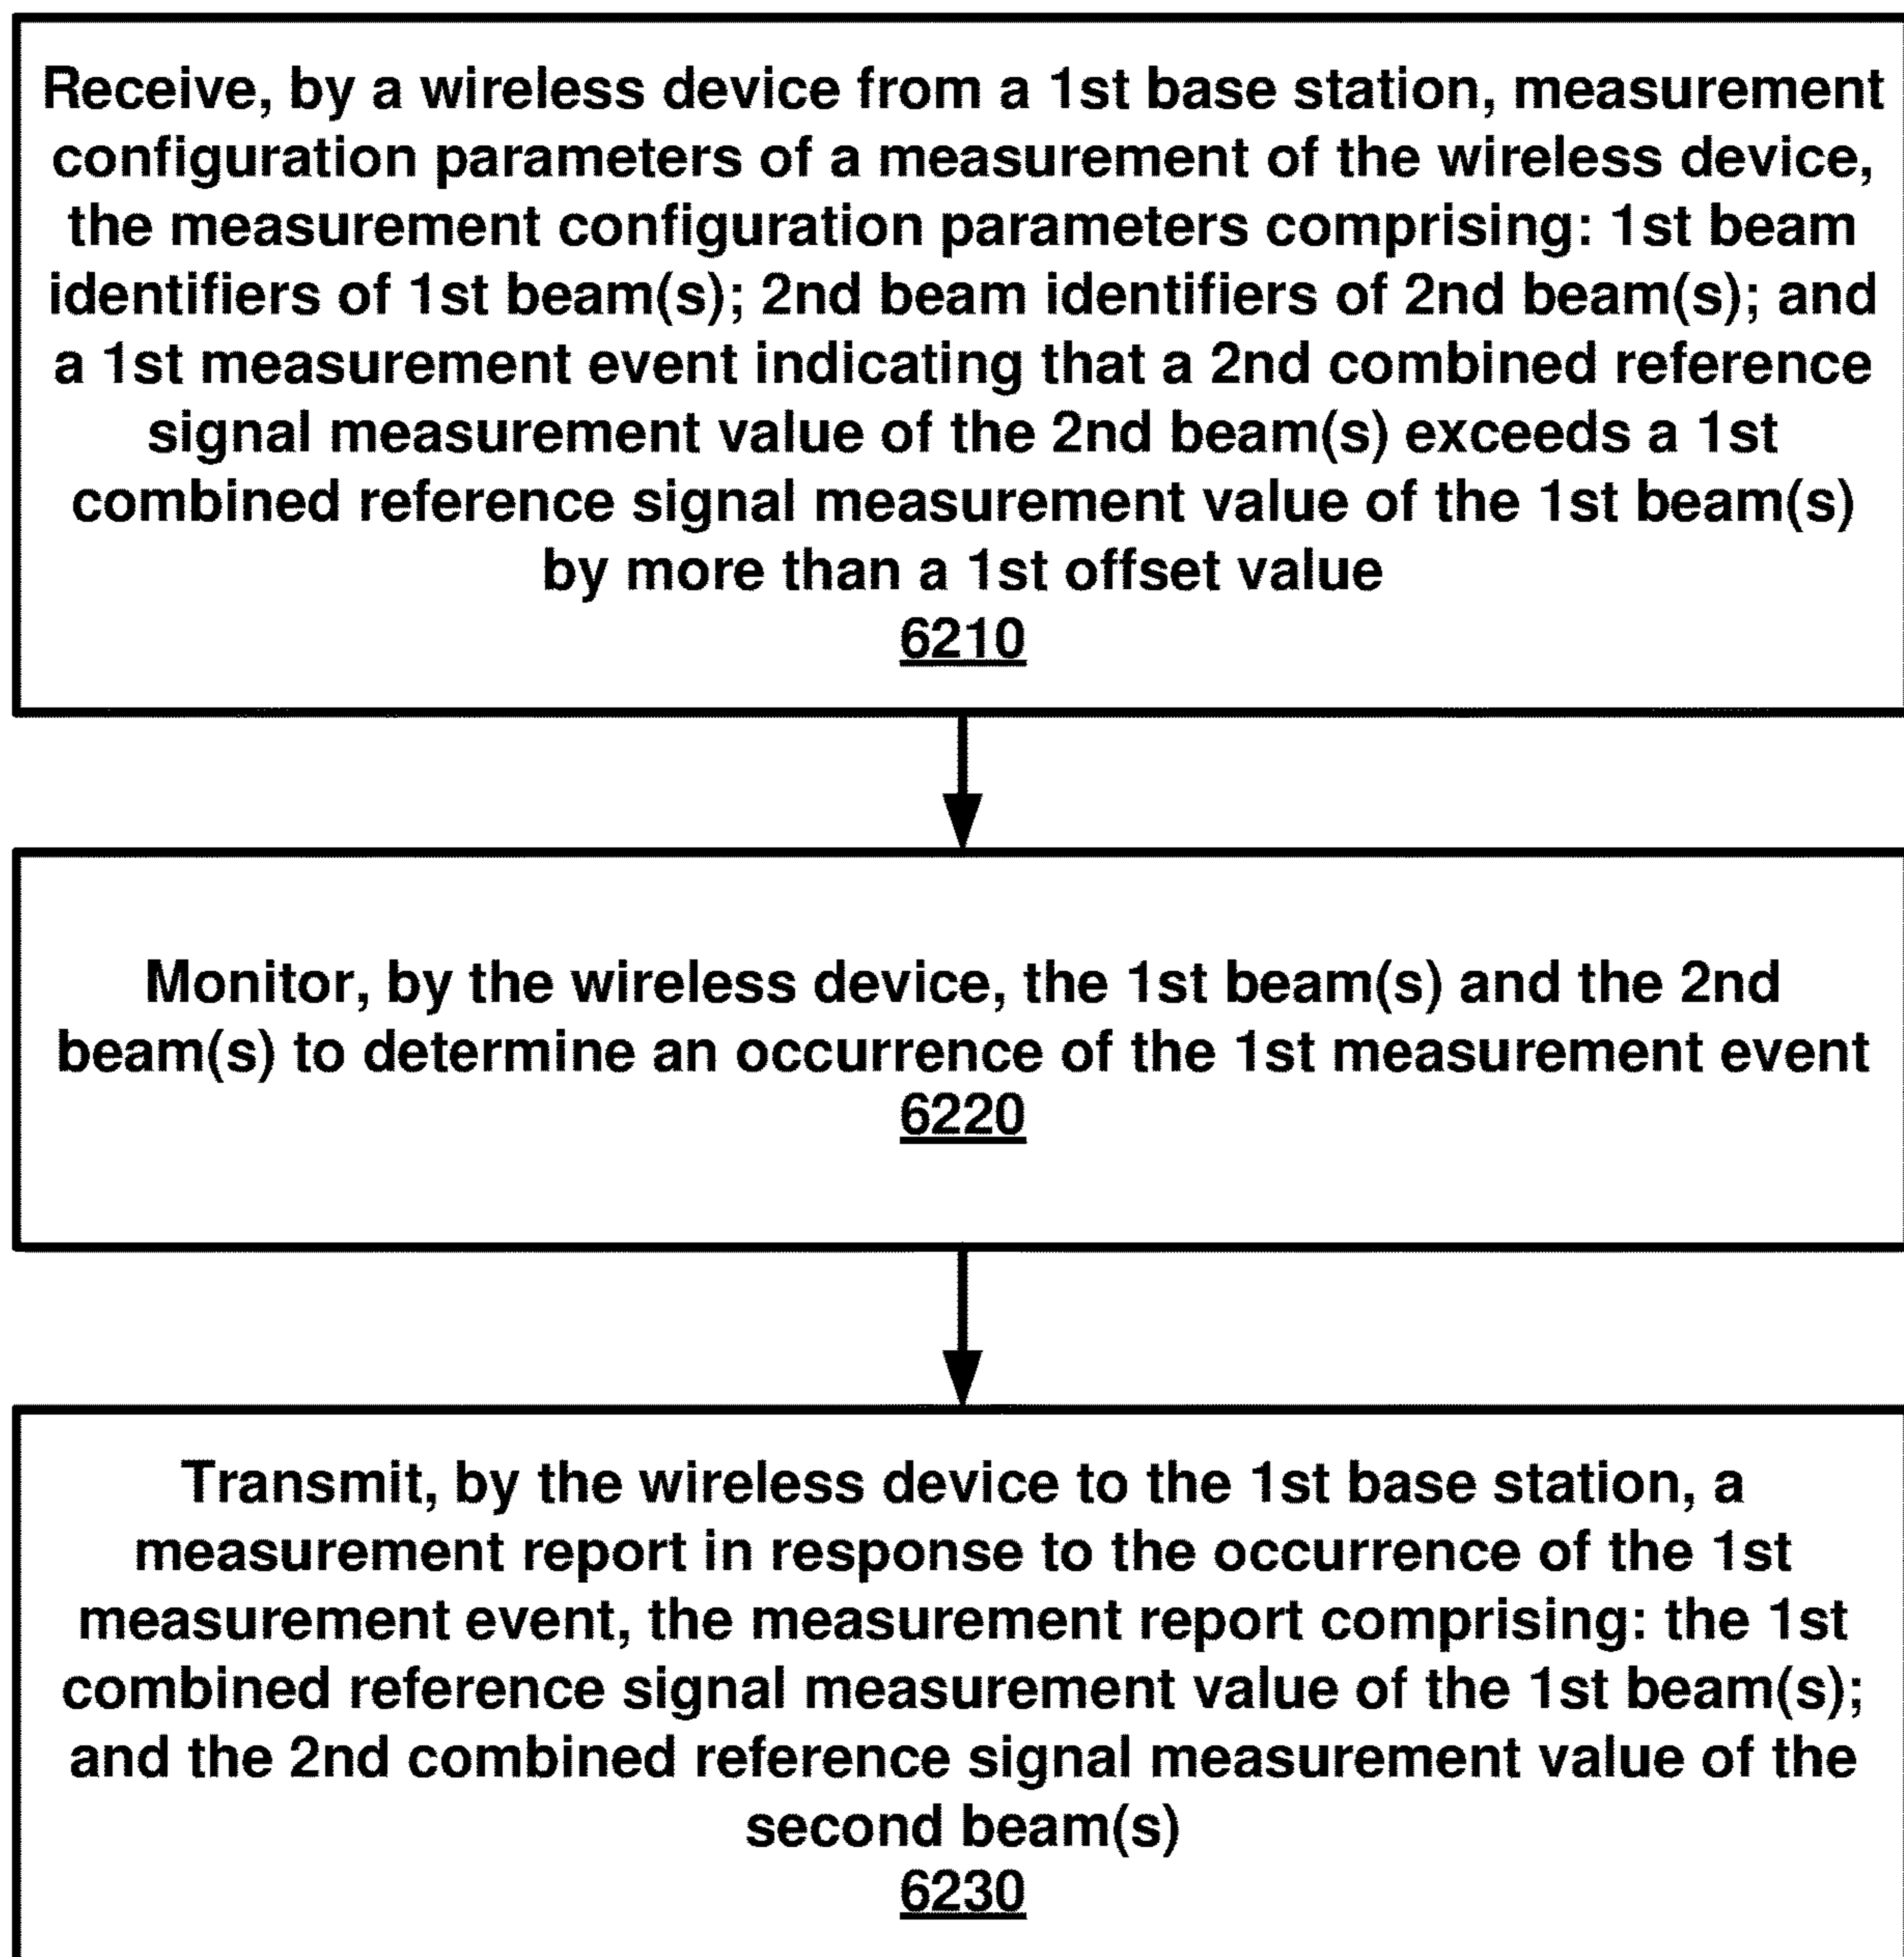 Receive, by a wireless device from a 1st base station, measurement
configuration parameters of a measurement of the wireless device,
the measurement configuration parameters comprising: 1st beam
identifiers of 1st beam(s); 2nd beam identifiers of 2nd beam(s); and
a 1st measurement event indicating that a 2nd combined reference
signal measurement value of the 2nd beam(s) exceeds a 1st
combined reference signal measurement value of the 1st beam(s)
by more than a 1st offset value
6210
Monitor, by the wireless device, the 1st beam(s) and the 2nd
beam(s) to determine an occurrence of the 1st measurement event
6220
Transmit, by the wireless device to the 1st base station, a
measurement report in response to the occurrence of the 1st
measurement event, the measurement report comprising: the 1st
combined reference signal measurement value of the 1st beam(s);
and the 2nd combined reference signal measurement value of the
second beam(s)
6230